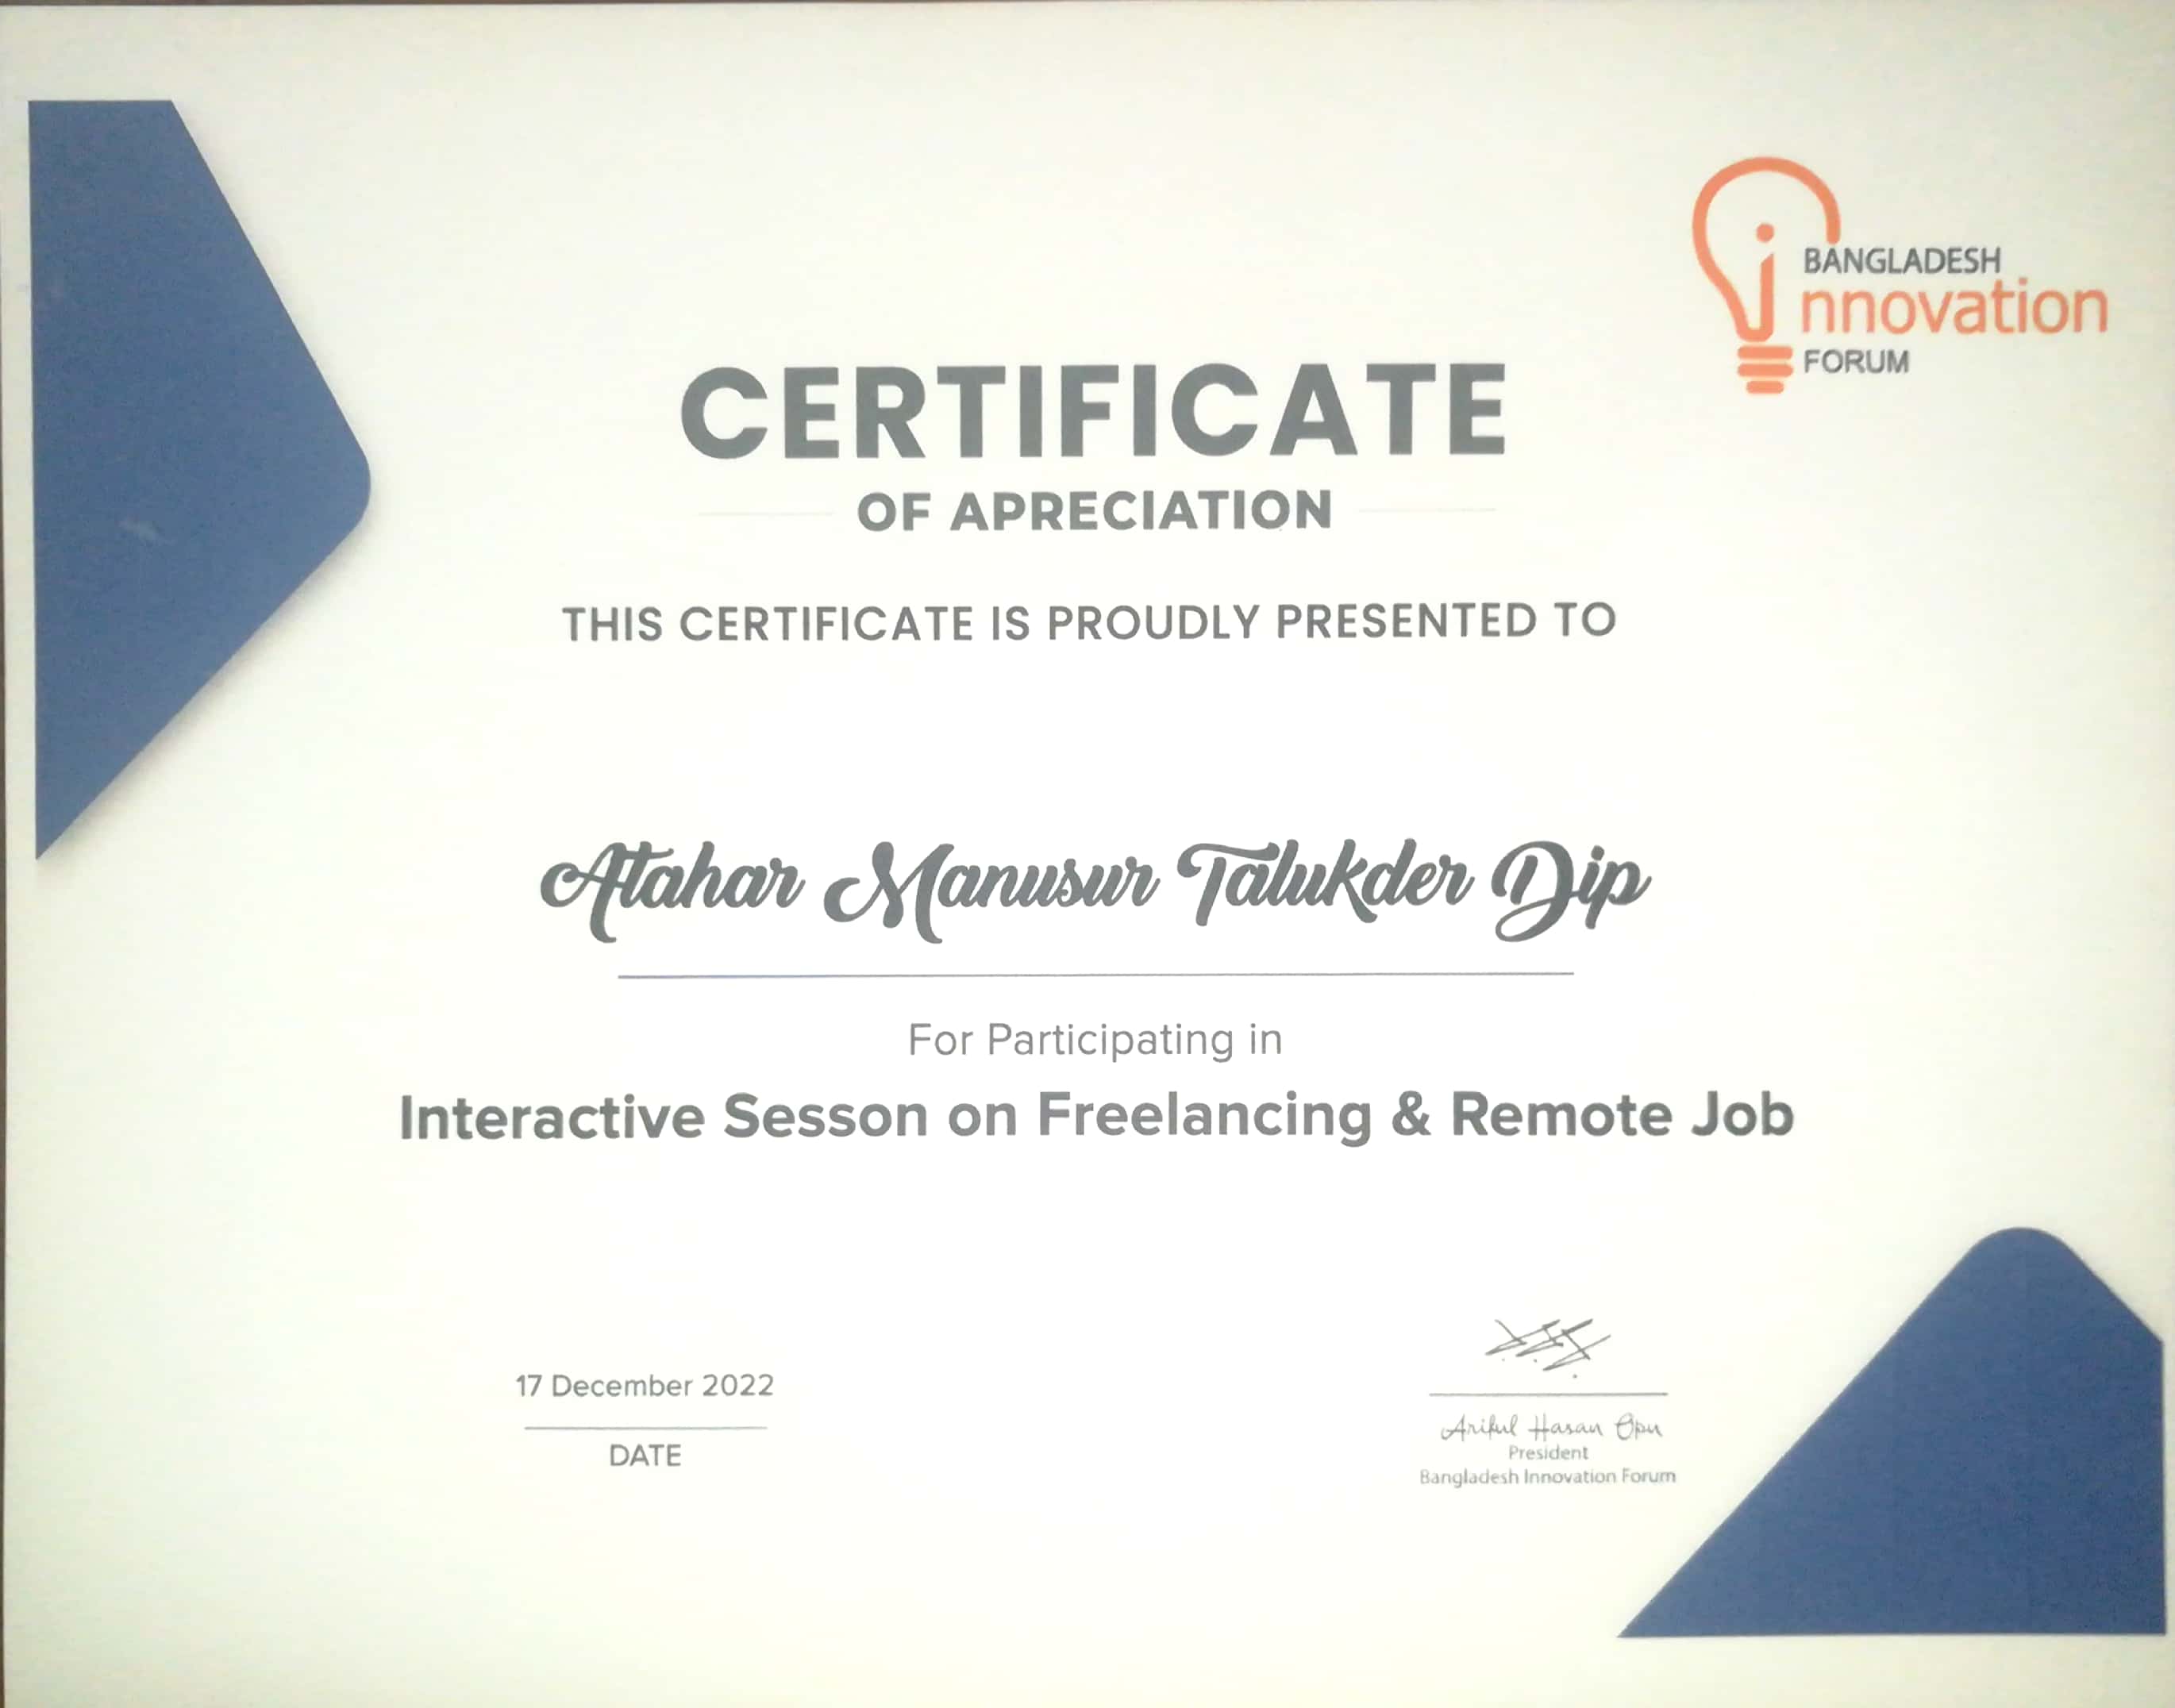 BANGLADESH
innovation
FORUM
CERTIFICATE
OF APRECIATION
THIS CERTIFICATE IS PROUDLY PRESENTED TO
Atahar Manusur Talukder Dip
For Participating in
Interactive Sesson on Freelancing & Remote Job
17 December 2022
DATE
Ariful Hasan Opu
President
Bangladesh Innovation Forum